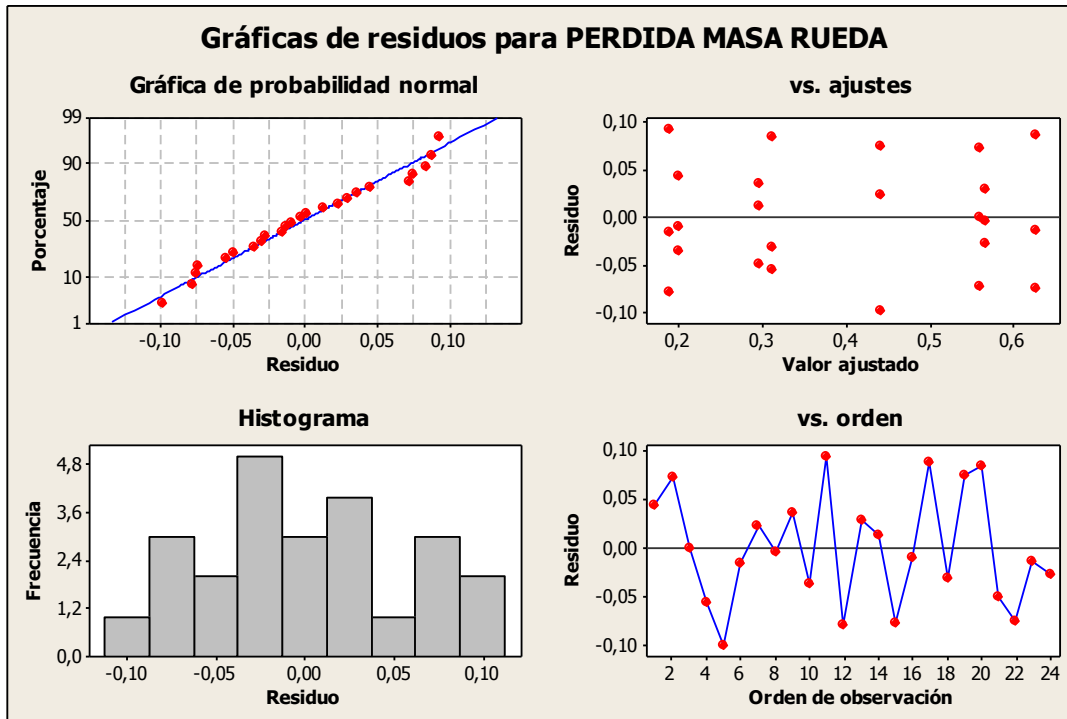 Gráficas de residuos para PERDIDA MASA RUEDA
Gráfica de probabilidad normal
99
90
50
10
1
Porcentaje
-0,10 -0,05 0,00 0,05 0,10
Residuo
vs. ajustes
0,10
0,05
0,00
-0,05
-0,10
Residuo
0,2 0,3 0,4 0,5 0,6
Valor ajustado
Histograma
4,8
3,6
2,4
1,2
0,0
Frecuencia
-0,10 -0,05 0,00 0,05 0,10
Residuo
vs. orden
0,10
0,05
0,00
-0,05
-0,10
Residuo
2 4 6 8 10 12 14 16 18 20 22 24
Orden de observación